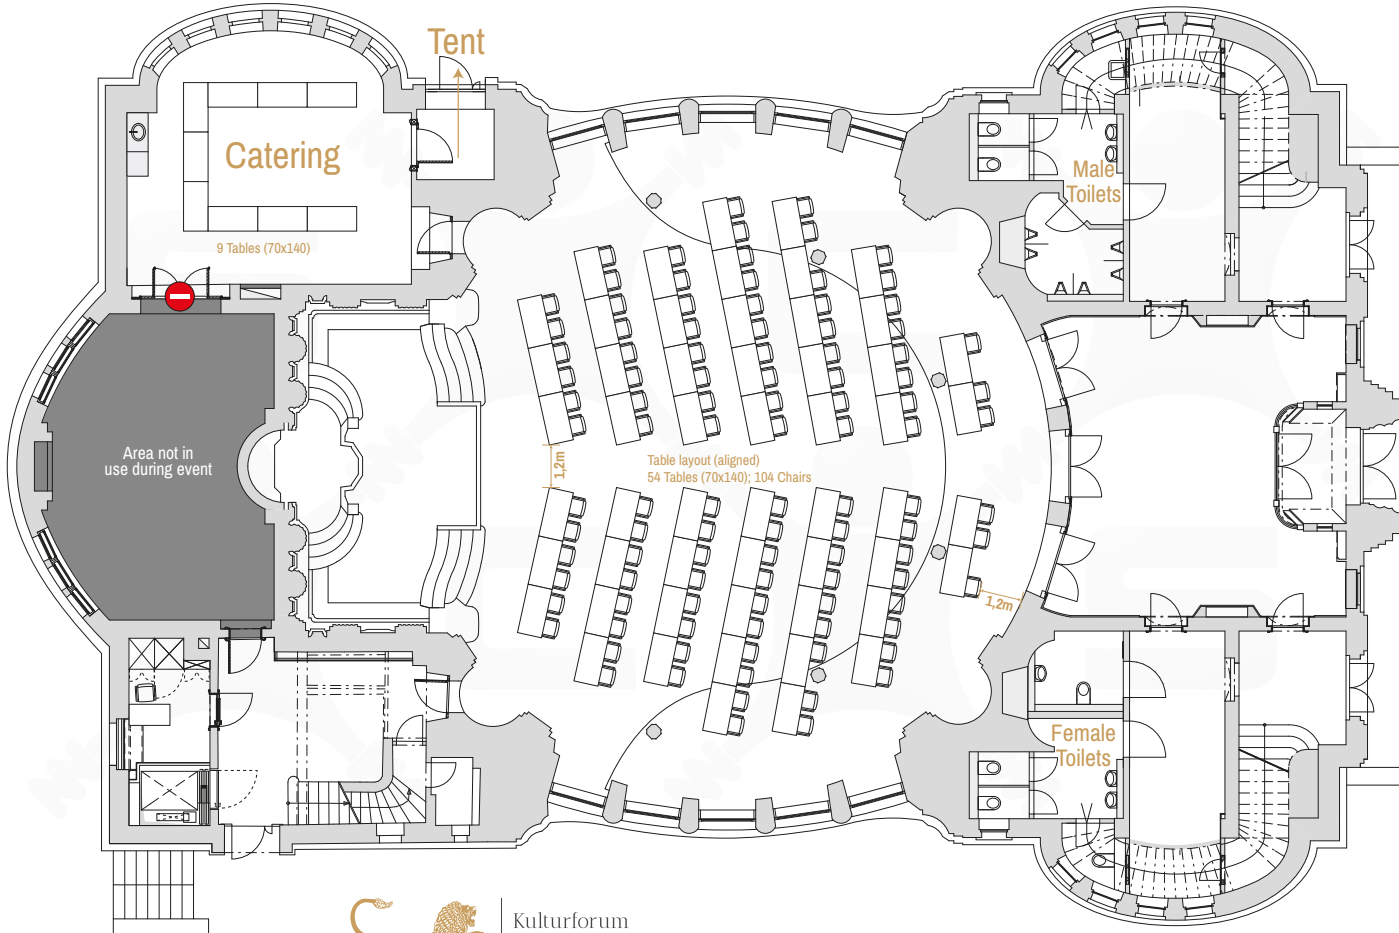 Tent
Catering
9 Tables (70x140)
Male
Toilets
Area not in
use during event
1,2m
Table layout (aligned)
54 Tables (70x140); 104 Chairs
1,2m
Female
Toilets
Kulturforum